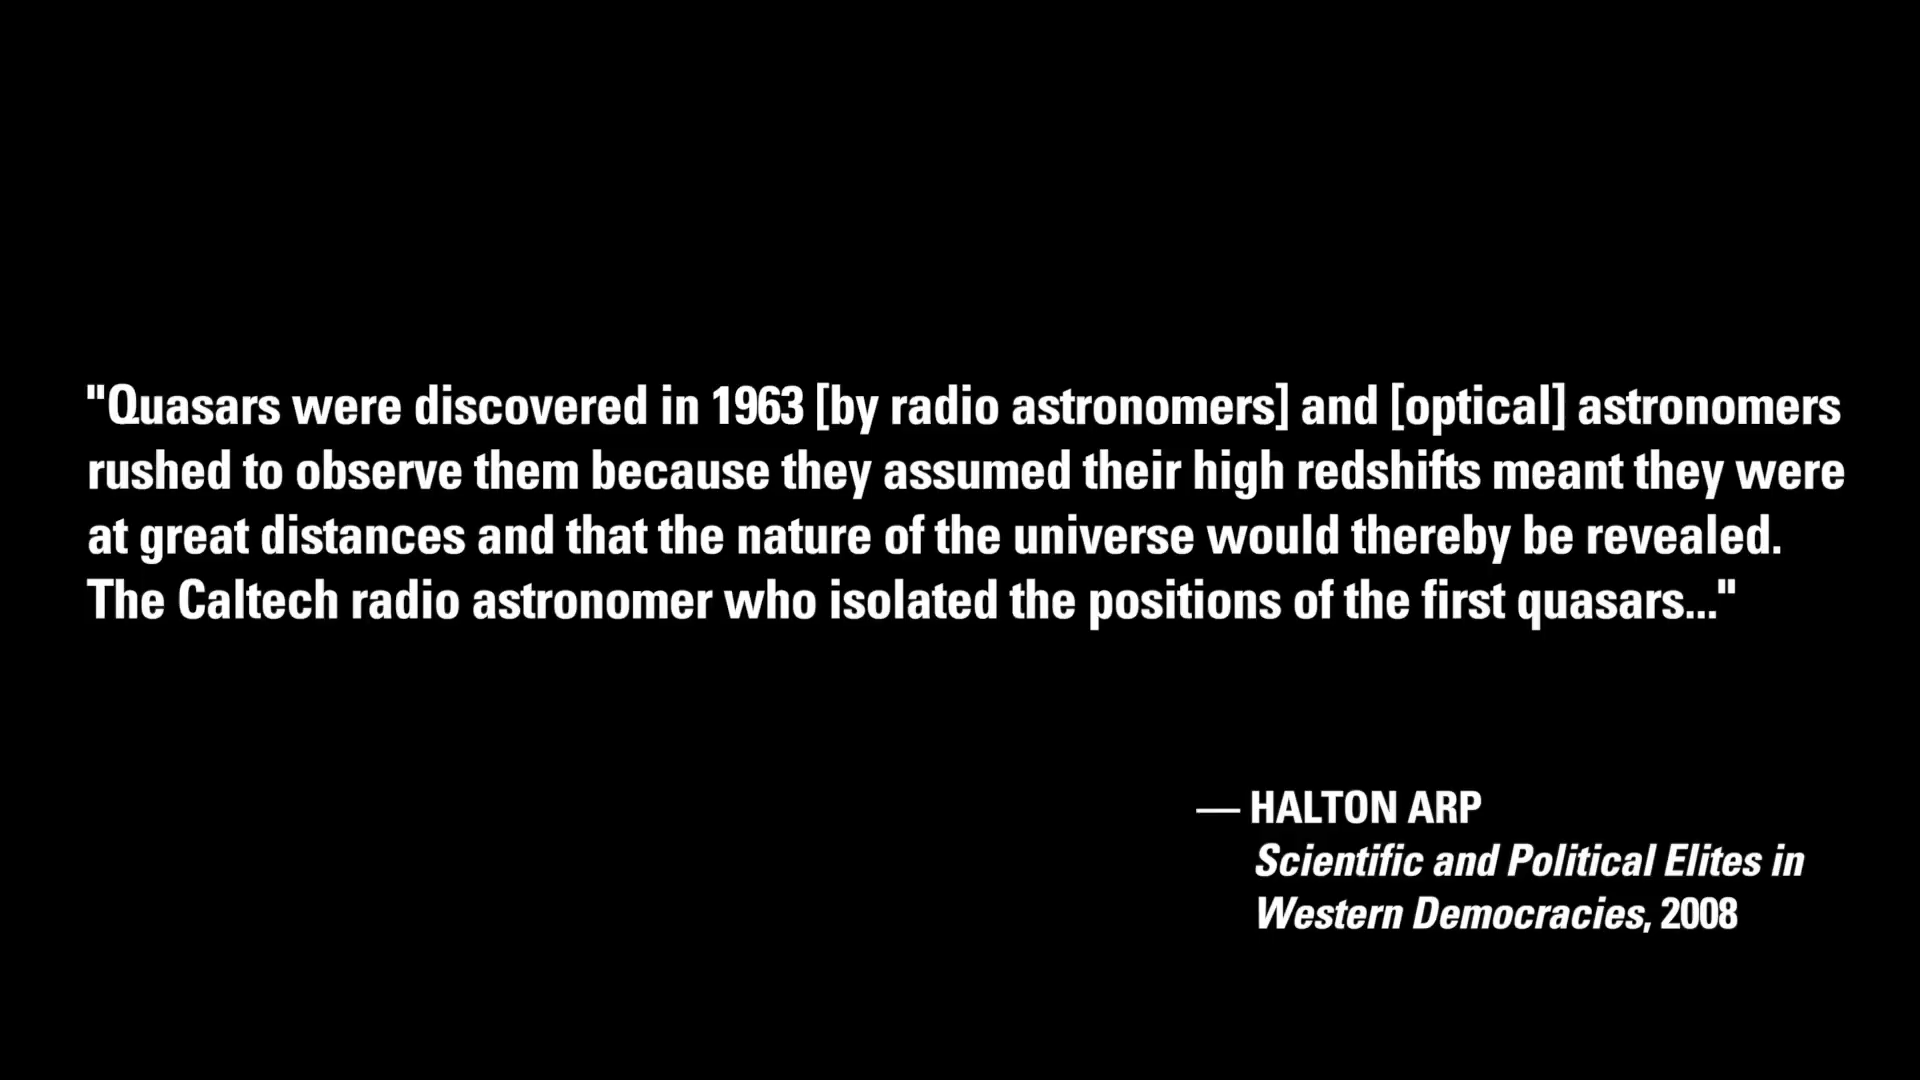 "Quasars were discovered in 1963 [by radio astronomers] and [optical] astronomers
rushed to observe them because they assumed their high redshifts meant they were
at great distances and that the nature of the universe would thereby be revealed.
The Caltech radio astronomer who isolated the positions of the first quasars..."
— HALTON ARP
Scientific and Political Elites in
Western Democracies, 2008